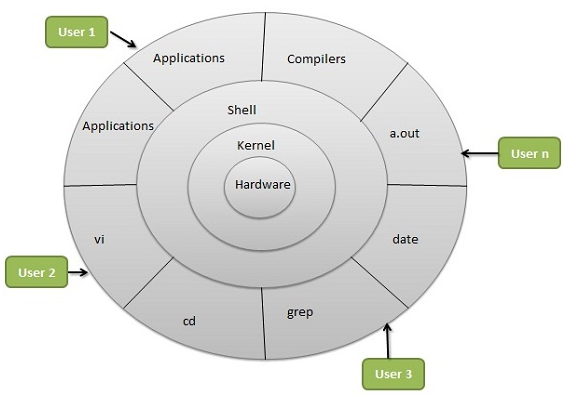 User 1
Applications
Compilers
Shell
Applications
a.out
Kernel
User n
Hardware
vi
date
User 2
cd
grep
User 3